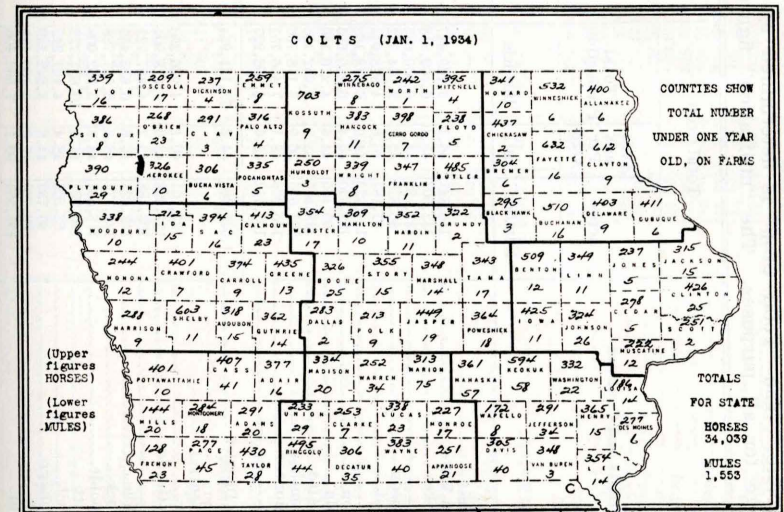 COLTS (JAN. 1, 1934)
COUNTIES SHOW
TOTAL NUMBER
UNDER ONE YEAR
OLD, ON FARMS
339 209 237 259 275 242 395 341 532 400
LYON OSCEOLA DICKINSON EMMET WINNEBAGO WORTH MITCHELL HOWARD WINNESHIEK ALLAMAKEE
16 17 4 8 8 1 4 10 6 6
703
KOSSUTH
9
386 268 291 316 383 398 238 437
SIOUX O'BRIEN CLAY PALO ALTO HANCOCK CERRO GORDO FLOYD CHICKASAW
8 23 3 4 11 7 5 2
390 326 306 335 250 339 347 485 304 632 612
PLYMOUTH CHEROKEE BUENA VISTA POCAHONTAS HUMBOLDT WRIGHT FRANKLIN BUTLER BREMER FAYETTE CLAYTON
29 10 6 5 3 8 1 — 6 16 9
338 212 394 413 354 309 352 322 295 510 403 411
WOODBURY IDA SAC CALHOUN WEBSTER HAMILTON HARDIN GRUNDY BLACK HAWK BUCHANAN DELAWARE DUBUQUE
10 15 16 23 17 10 11 2 3 16 9 6
244 401 374 435 326 355 348 343 509 349 237 315
MONONA CRAWFORD CARROLL GREENE BOONE STORY MARSHALL TAMA BENTON LINN JONES JACKSON
12 7 9 13 25 15 14 17 12 11 5 15
426
CLINTON
25
288 603 318 362 283 213 449 364 425 324 278 251
HARRISON SHELBY AUDUBON GUTHRIE DALLAS POLK JASPER POWESHIEK IOWA JOHNSON CEDAR SCOTT
9 11 15 14 2 9 19 18 11 26 5 2
222
MUSCATINE
12
(Upper
figures
HORSES)
401 407 377 334 252 313 361 594 332 186
POTTAWATTAMIE CASS ADAIR MADISON WARREN MARION MAHASKA KEOKUK WASHINGTON LOUISA
10 41 16 20 34 75 57 58 22 14
(Lower
figures
MULES)
144 284 291 233 253 338 227 172 291 365 277
MILLS MONTGOMERY ADAMS UNION CLARKE LUCAS MONROE WAPELLO JEFFERSON HENRY DES MOINES
20 18 20 29 7 23 17 8 34 15 6
128 277 430 495 306 383 251 305 348 354
FREMONT PAGE TAYLOR RINGGOLD DECATUR WAYNE APPANOOSE DAVIS VAN BUREN LEE
23 45 28 44 35 40 21 40 3 14
TOTALS
FOR STATE
HORSES
34,039
MULES
1,553